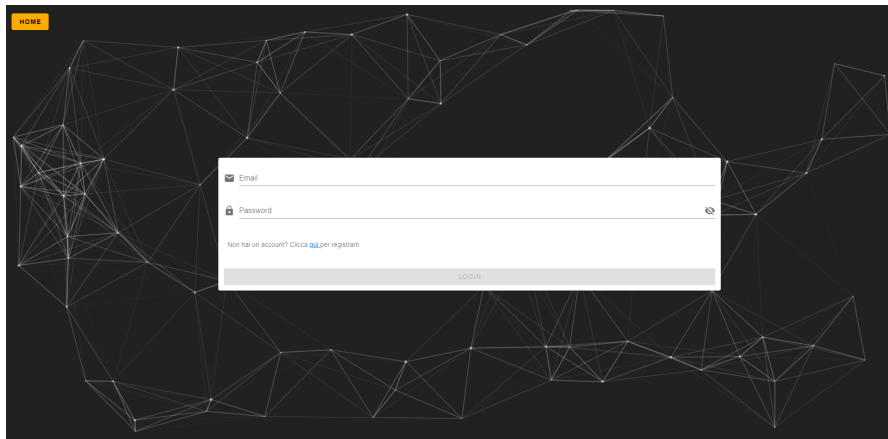 HOME
Email
Password
Non hai un account? Clicca qui per registrarti
LOGIN